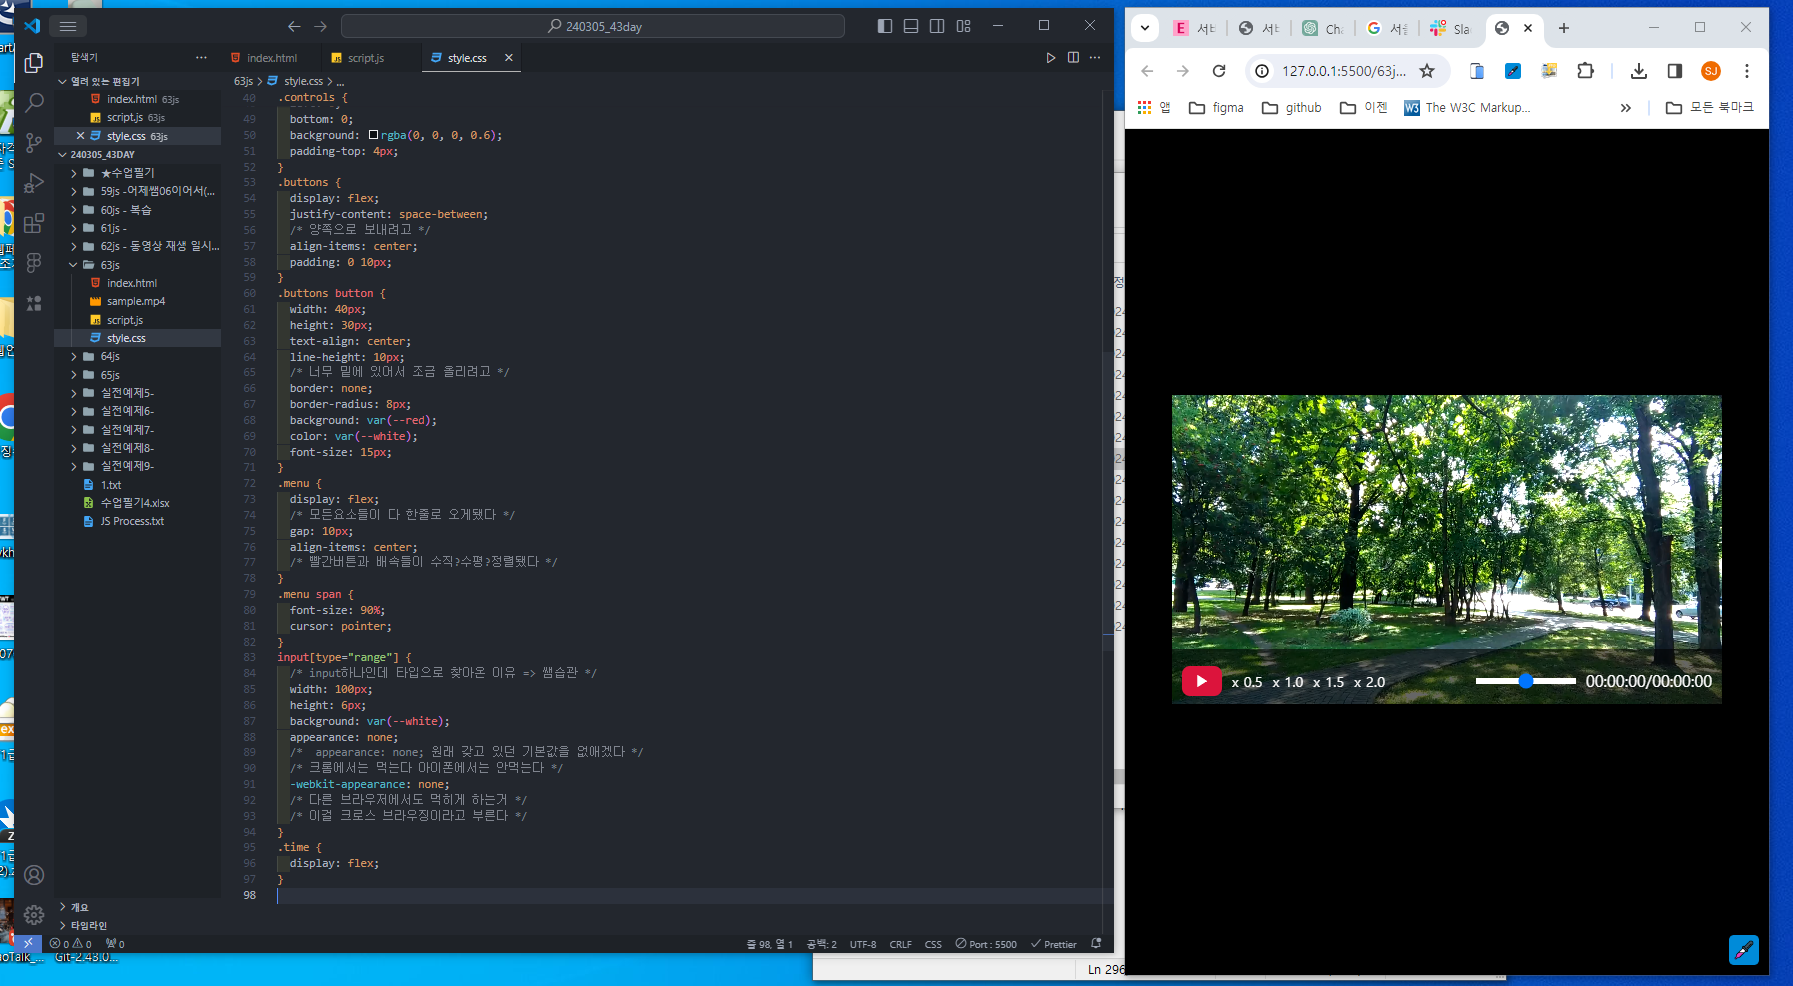 240305_43day
탐색기
index.html
script.js
style.css
열려 있는 편집기
index.html 63js
script.js 63js
style.css 63js
240305_43DAY
★수업필기
59js -어제쌤06이어서(...
60js - 복습
61js -
62js - 동영상 재생 일시...
63js
index.html
sample.mp4
script.js
style.css
64js
65js
실전예제5-
실전예제6-
실전예제7-
실전예제8-
실전예제9-
1.txt
수업필기4.xlsx
JS Process.txt
개요
타임라인
63js > style.css > ...
40 .controls {
49 bottom: 0;
50 background: rgba(0, 0, 0, 0.6);
51 padding-top: 4px;
52 }
53 .buttons {
54 display: flex;
55 justify-content: space-between;
56 /* 양쪽으로 보내려고 */
57 align-items: center;
58 padding: 0 10px;
59 }
60 .buttons button {
61 width: 40px;
62 height: 30px;
63 text-align: center;
64 line-height: 10px;
65 /* 너무 밑에 있어서 조금 올리려고 */
66 border: none;
67 border-radius: 8px;
68 background: var(--red);
69 color: var(--white);
70 font-size: 15px;
71 }
72 .menu {
73 display: flex;
74 /* 모든요소들이 다 한줄로 오게됐다 */
75 gap: 10px;
76 align-items: center;
77 /* 빨간버튼과 배속들이 수직?수평?정렬됐다 */
78 }
79 .menu span {
80 font-size: 90%;
81 cursor: pointer;
82 }
83 input[type="range"] {
84 /* input하나인데 타입으로 찾아온 이유 => 쌤습관 */
85 width: 100px;
86 height: 6px;
87 background: var(--white);
88 appearance: none;
89 /*  appearance: none; 원래 갖고 있던 기본값을 없애겠다 */
90 /* 크롬에서는 먹는다 아이폰에서는 안먹는다 */
91 -webkit-appearance: none;
92 /* 다른 브라우저에서도 먹히게 하는거 */
93 /* 이걸 크로스 브라우징이라고 부른다 */
94 }
95 .time {
96 display: flex;
97 }
98
0 0 0
줄 98, 열 1 공백: 2 UTF-8 CRLF CSS Port : 5500 Prettier
Git-2.43.0...
Ln 296
서비 서ㅂ Cha 서울 Sla
127.0.0.1:5500/63j...
SJ
앱 figma github 이젠 W3 The W3C Markup... 모든 북마크
x 0.5 x 1.0 x 1.5 x 2.0 00:00:00/00:00:00